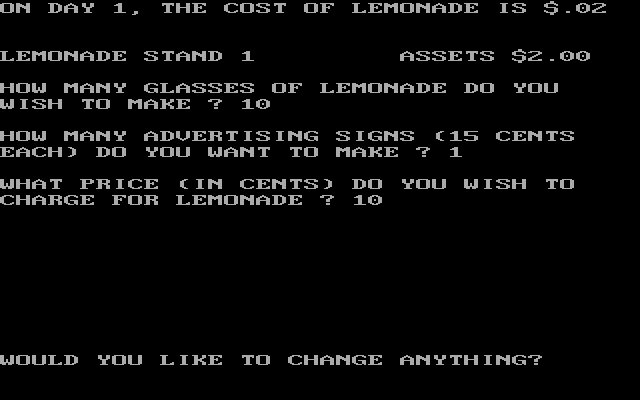 ON DAY 1, THE COST OF LEMONADE IS $.02
LEMONADE STAND 1 ASSETS $2.00
HOW MANY GLASSES OF LEMONADE DO YOU
WISH TO MAKE ? 10
HOW MANY ADVERTISING SIGNS (15 CENTS
EACH) DO YOU WANT TO MAKE ? 1
WHAT PRICE (IN CENTS) DO YOU WISH TO
CHARGE FOR LEMONADE ? 10
WOULD YOU LIKE TO CHANGE ANYTHING?